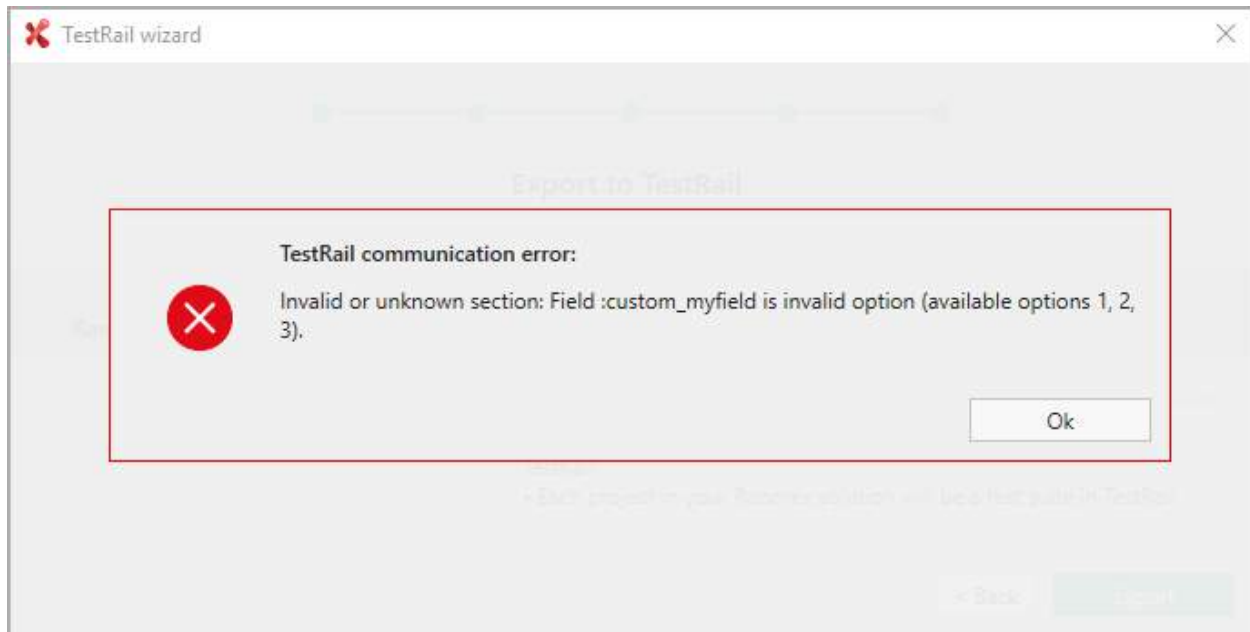 TestRail wizard
Export to TestRail
TestRail communication error:
Invalid or unknown section: Field :custom_myfield is invalid option (available options 1, 2,
3).
Ok
• Each project in your Ranorex solution will be a test suite in TestRail
< Back
Export